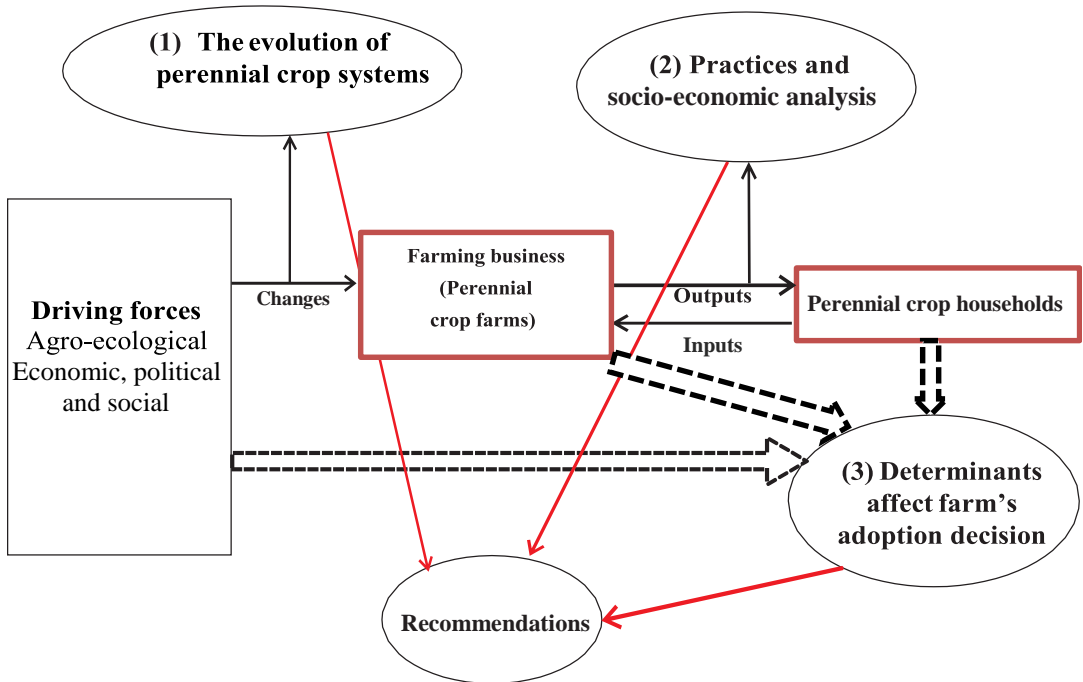 (1) The evolution of
perennial crop systems
(2) Practices and
socio-economic analysis
Driving forces
Agro-ecological
Economic, political
and social
Changes
Farming business
(Perennial
crop farms)
Outputs
Inputs
Perennial crop households
(3) Determinants
affect farm’s
adoption decision
Recommendations